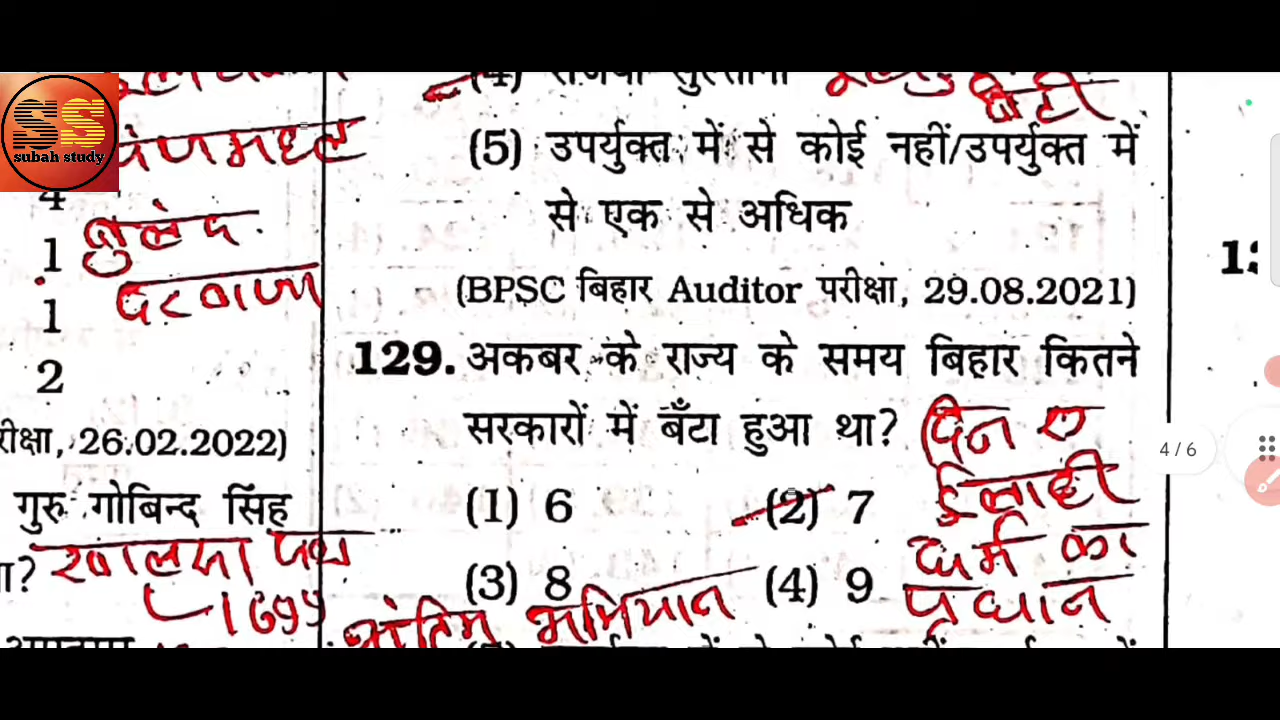 SS
subah study
पंचमहल
4
1 बुलंद
दरवाजा
1
2
रीक्षा, 26.02.2022)
गुरु गोबिन्द सिंह
ा? खालसा पंथ
1699
बेटी
(5) उपर्युक्त में से कोई नहीं/उपर्युक्त में
से एक से अधिक
(BPSC बिहार Auditor परीक्षा, 29.08.2021)
129. अकबर के राज्य के समय बिहार कितने
सरकारों में बँटा हुआ था?
(1) 6 (2) 7
(3) 8 (4) 9
दिन ए
इलाही
धर्म का
प्रधान
अंतिम अभियान
4 / 6